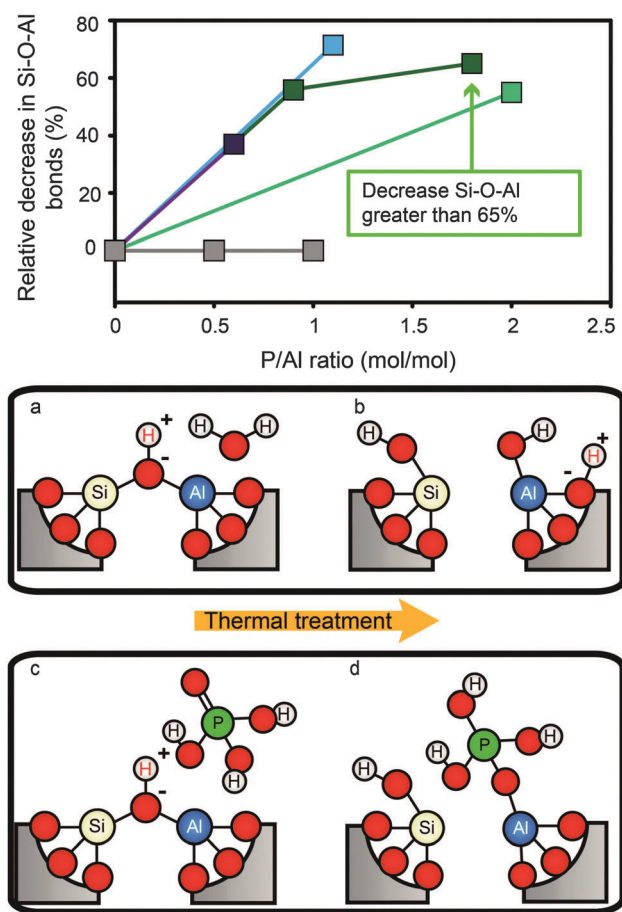 80
60
40
20
0
Relative decrease in Si-O-Al
bonds (%)
Decrease Si-O-Al
greater than 65%
0
0.5
1
1.5
2
2.5
P/Al ratio (mol/mol)
a
H
+
-
Si
Al
H
H
b
H
Si
H
Al
-
H
+
Thermal treatment
c
H
+
-
Si
Al
P
H
H
H
d
H
Si
H
P
H
H
Al